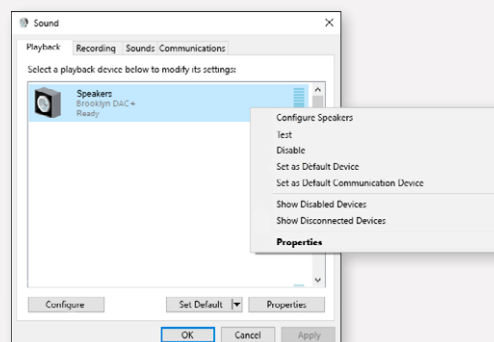 Sound
Playback Recording Sounds Communications
Select a playback device below to modify its settings:
Speakers
Brooklyn DAC+
Ready
Configure Speakers
Test
Disable
Set as Default Device
Set as Default Communication Device
Show Disabled Devices
Show Disconnected Devices
Properties
Configure
Set Default
Properties
OK
Cancel
Apply